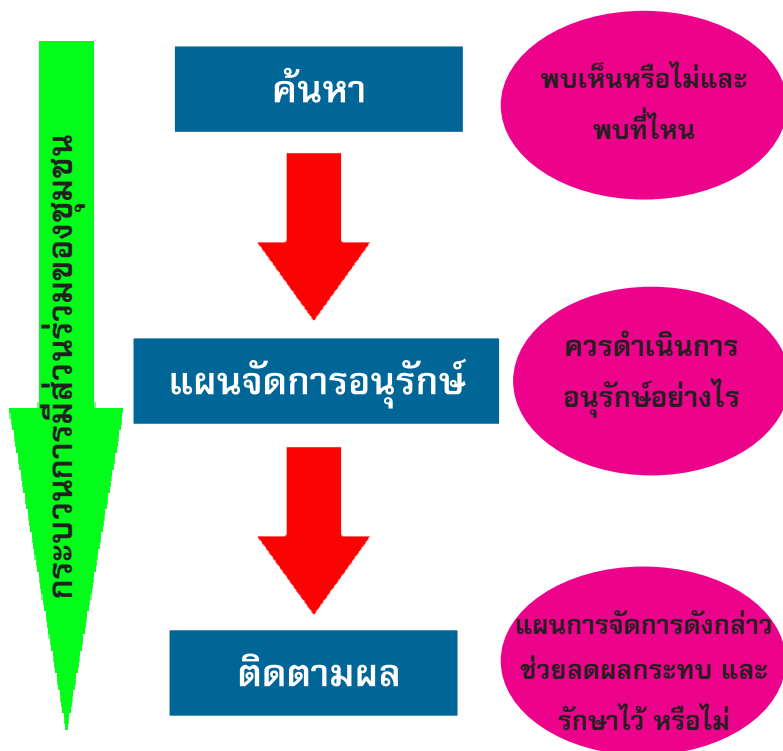 กระบวนการมีส่วนร่วมของชุมชน
ค้นหา
พบเห็นหรือไม่และ
พบที่ไหน
แผนจัดการอนุรักษ์
ควรดำเนินการ
อนุรักษ์อย่างไร
ติดตามผล
แผนการจัดการดังกล่าว
ช่วยลดผลกระทบ และ
รักษาไว้ หรือไม่